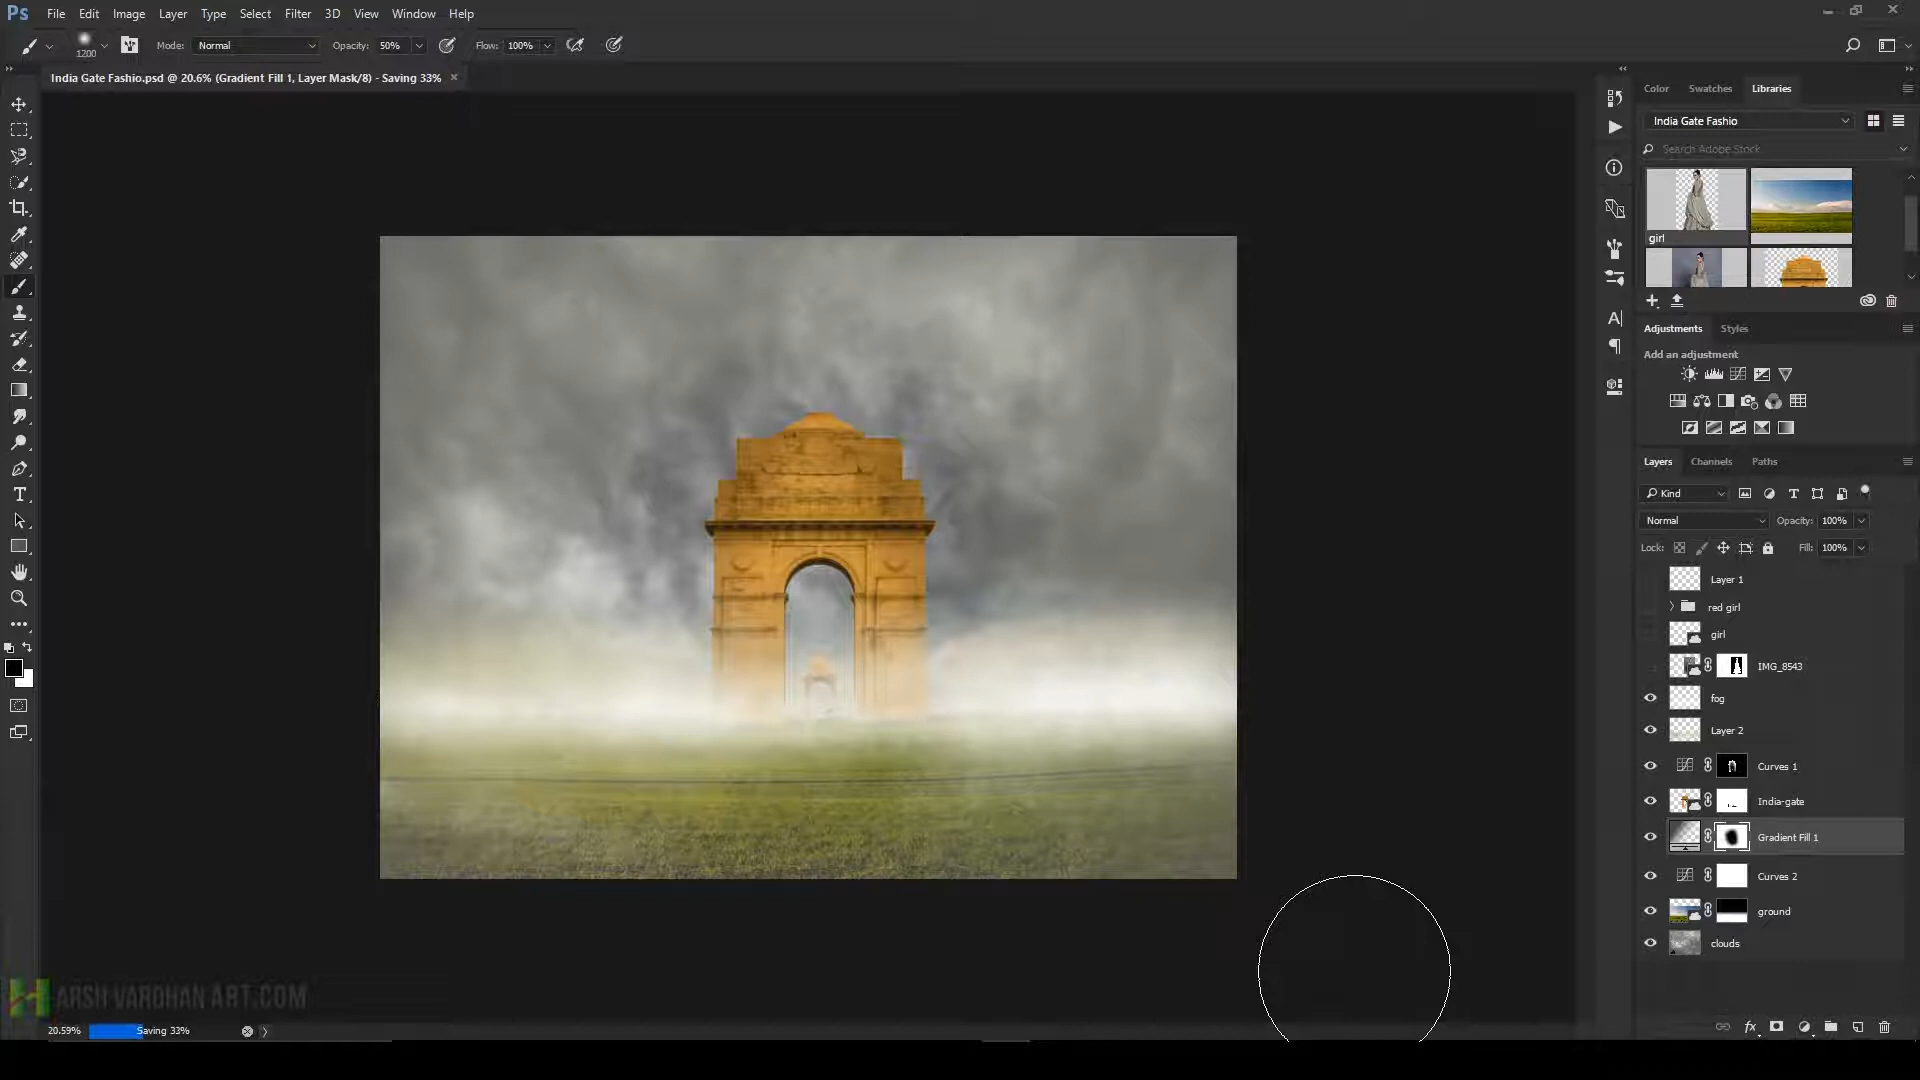 Ps File Edit Image Layer Type Select Filter 3D View Window Help
1200 Mode: Normal Opacity: 50% Flow: 100%
India Gate Fashio.psd @ 20.6% (Gradient Fill 1, Layer Mask/8) - Saving 33%
Color Swatches Libraries
India Gate Fashio
Search Adobe Stock
girl
Adjustments Styles
Add an adjustment
Layers Channels Paths
Kind
Normal Opacity: 100%
Lock: Fill: 100%
Layer 1
red girl
girl
IMG_8543
fog
Layer 2
Curves 1
India-gate
Gradient Fill 1
Curves 2
ground
clouds
HARSH VARDHAN ART.COM
20.59% Saving 33%